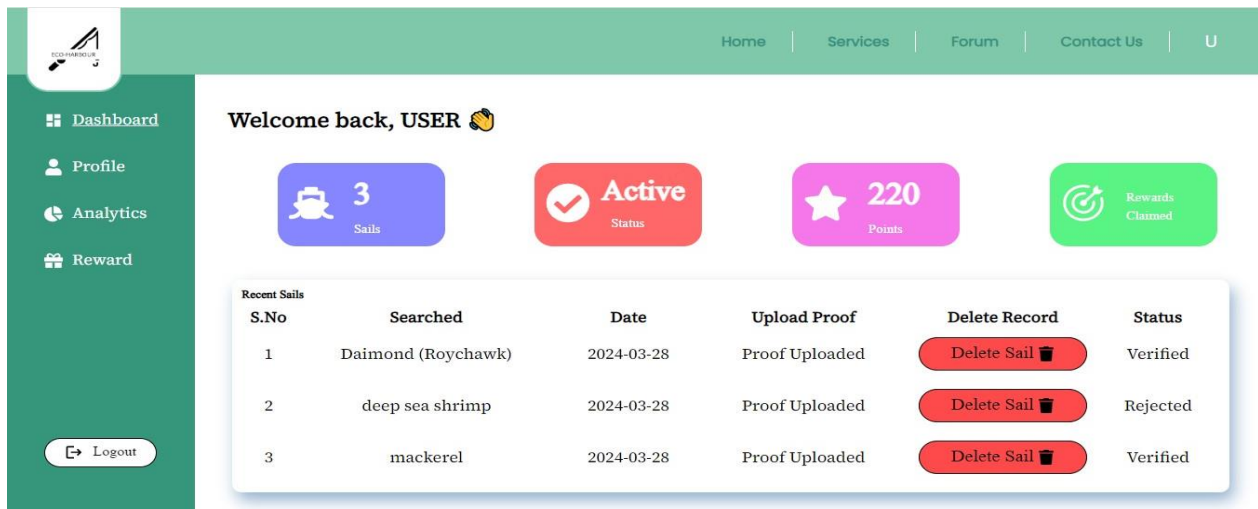 ECO-HARBOUR
Home Services Forum Contact Us U
Dashboard
Profile
Analytics
Reward
Logout
Welcome back, USER 👋
3
Sails
Active
Status
220
Points
Rewards
Claimed
Recent Sails
S.No Searched Date Upload Proof Delete Record Status
1 Daimond (Roychawk) 2024-03-28 Proof Uploaded Delete Sail Verified
2 deep sea shrimp 2024-03-28 Proof Uploaded Delete Sail Rejected
3 mackerel 2024-03-28 Proof Uploaded Delete Sail Verified